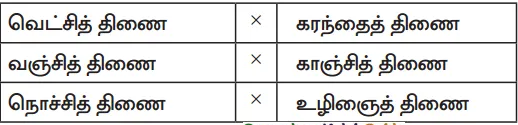 வெட்சித் திணை × கரந்தைத் திணை
வஞ்சித் திணை × காஞ்சித் திணை
நொச்சித் திணை × உழிஞைத் திணை